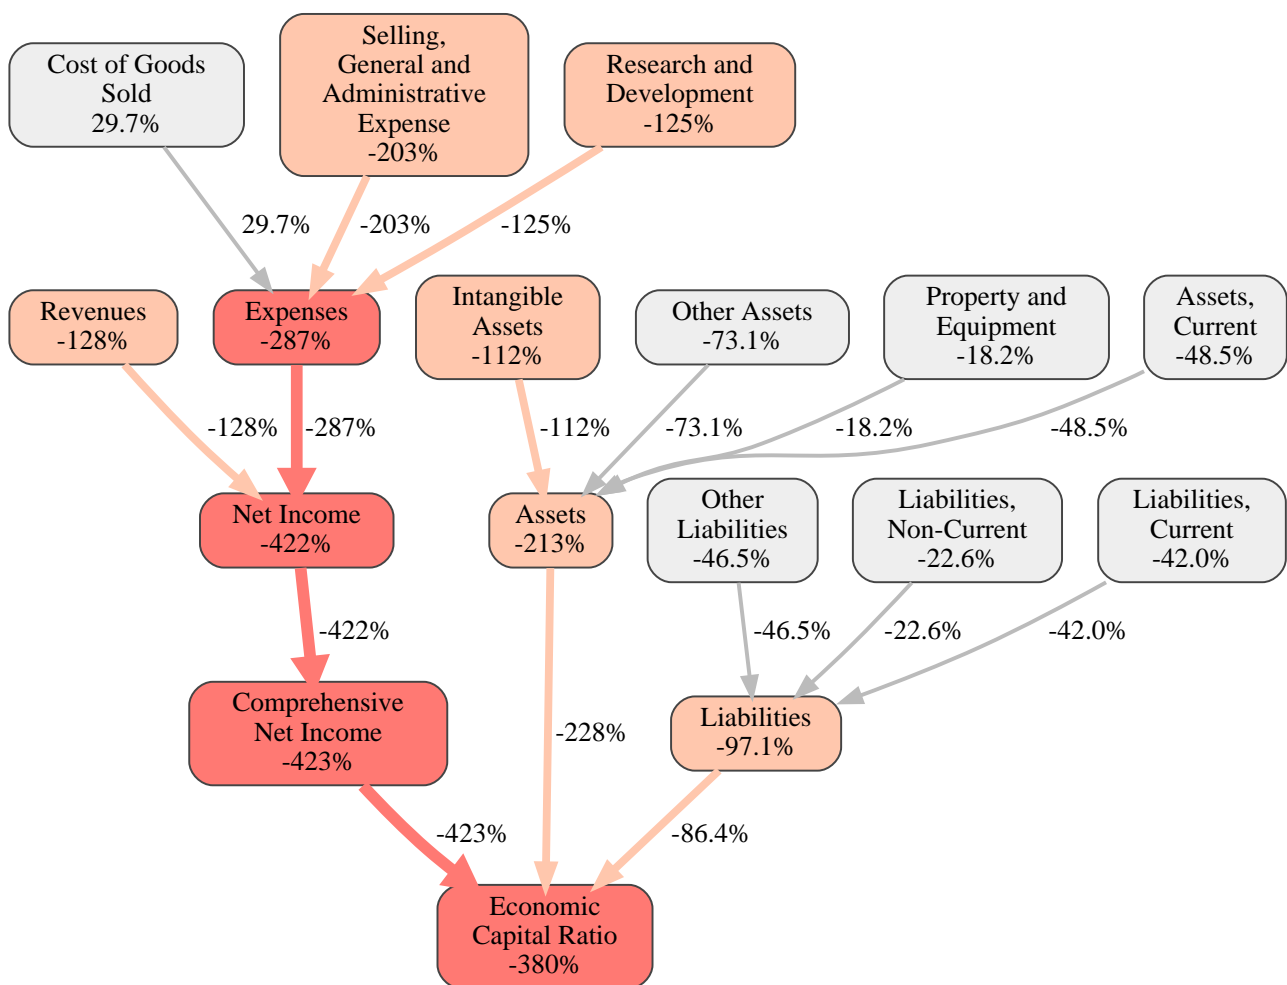 Cost of Goods
Sold
29.7%
Selling,
General and
Administrative
Expense
-203%
Research and
Development
-125%
29.7%
-203%
-125%
Revenues
-128%
Expenses
-287%
Intangible
Assets
-112%
Other Assets
-73.1%
Property and
Equipment
-18.2%
Assets,
Current
-48.5%
-128%
-287%
-112%
-73.1%
-18.2%
-48.5%
Net Income
-422%
Assets
-213%
Other
Liabilities
-46.5%
Liabilities,
Non-Current
-22.6%
Liabilities,
Current
-42.0%
-422%
-46.5%
-22.6%
-42.0%
Comprehensive
Net Income
-423%
-228%
Liabilities
-97.1%
-423%
-86.4%
Economic
Capital Ratio
-380%